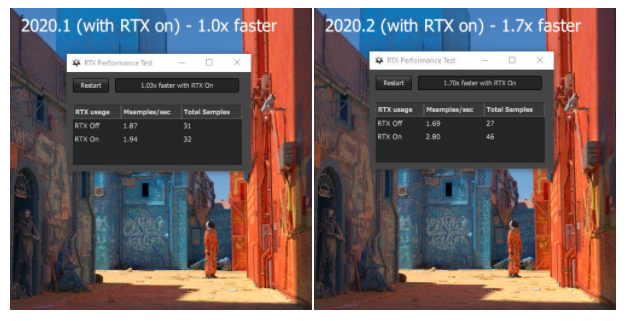 2020.1 (with RTX on) - 1.0x faster
RTX Performance Test
Restart 1.03x faster with RTX On
RTX usage Msamples/sec Total Samples
RTX Off 1.87 31
RTX On 1.94 32
2020.2 (with RTX on) - 1.7x faster
RTX Performance Test
Restart 1.70x faster with RTX On
RTX usage Msamples/sec Total Samples
RTX Off 1.69 27
RTX On 2.80 46